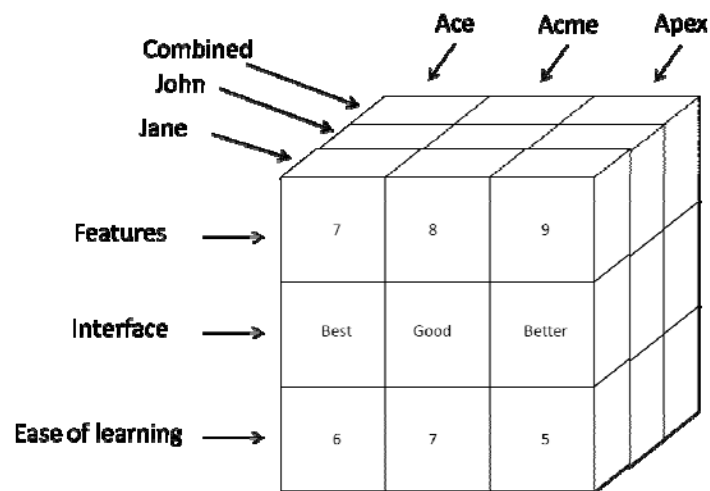 Ace Acme Apex
Combined
John
Jane
Features 7 8 9
Interface Best Good Better
Ease of learning 6 7 5